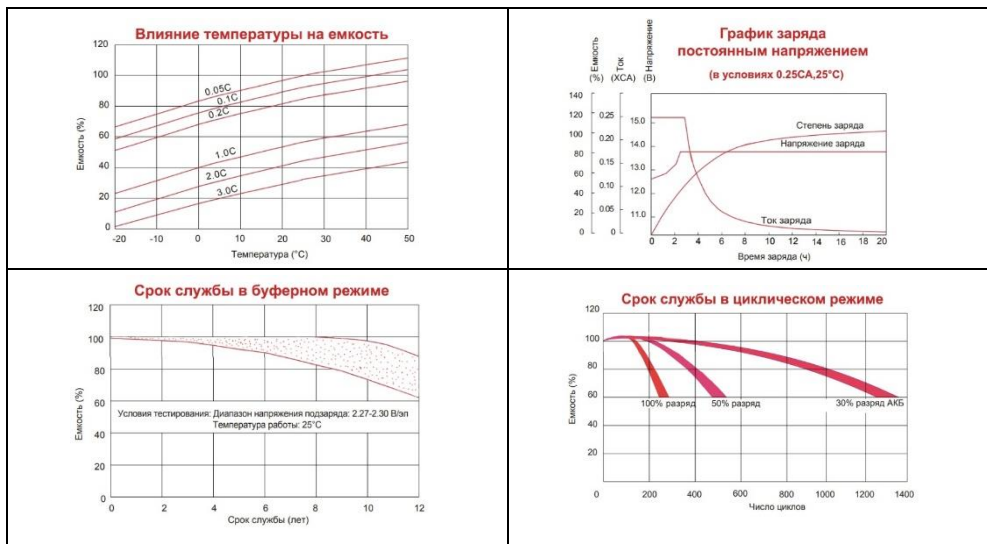 Влияние температуры на емкость
120
100
80
60
40
20
0
Емкость (%)
0.05C
0.1C
0.2C
1.0C
2.0C
3.0C
-20 -10 0 10 20 30 40 50
Температура (°C)
График заряда
постоянным напряжением
(в условиях 0.25CA,25°C)
Емкость
(%)
Ток
(XCA)
Напряжение
(В)
140
120
100
80
60
40
20
0
0.25
0.20
0.15
0.10
0.05
0
15.0
14.0
13.0
12.0
11.0
Степень заряда
Напряжение заряда
Ток заряда
0 2 4 6 8 10 12 14 16 18 20
Время заряда (ч)
Срок службы в буферном режиме
120
100
80
60
40
20
0
Емкость (%)
Условия тестирования: Диапазон напряжения подзаряда: 2.27-2.30 В/эл
Температура работы: 25°C
0 2 4 6 8 10 12
Срок службы (лет)
Срок службы в циклическом режиме
120
100
80
60
40
20
Емкость (%)
100% разряд
50% разряд
30% разряд АКБ
0 200 400 600 800 1000 1200 1400
Число циклов